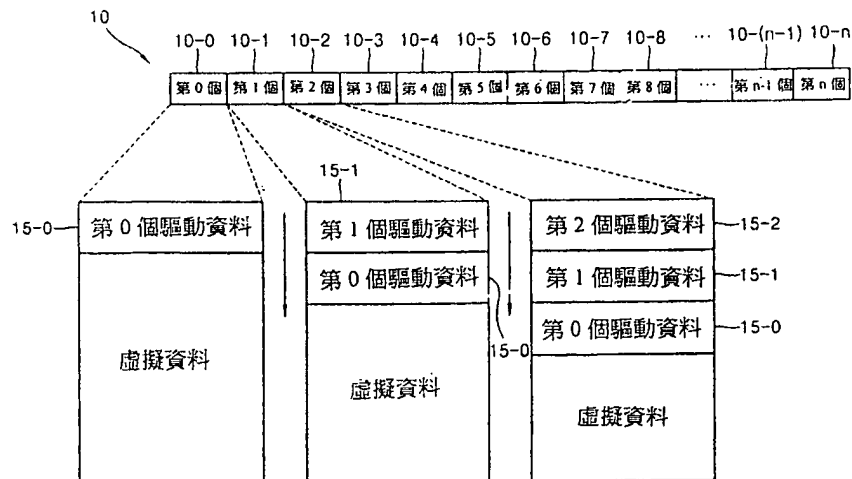 10
10-0 10-1 10-2 10-3 10-4 10-5 10-6 10-7 10-8 ⋯ 10-(n-1) 10-n
第0個 第1個 第2個 第3個 第4個 第5個 第6個 第7個 第8個 ⋯ 第n-1個 第n個
15-1
15-0 第0個驅動資料 第1個驅動資料 第2個驅動資料 15-2
第0個驅動資料 第1個驅動資料 15-1
15-0 第0個驅動資料 15-0
虛擬資料 虛擬資料 虛擬資料